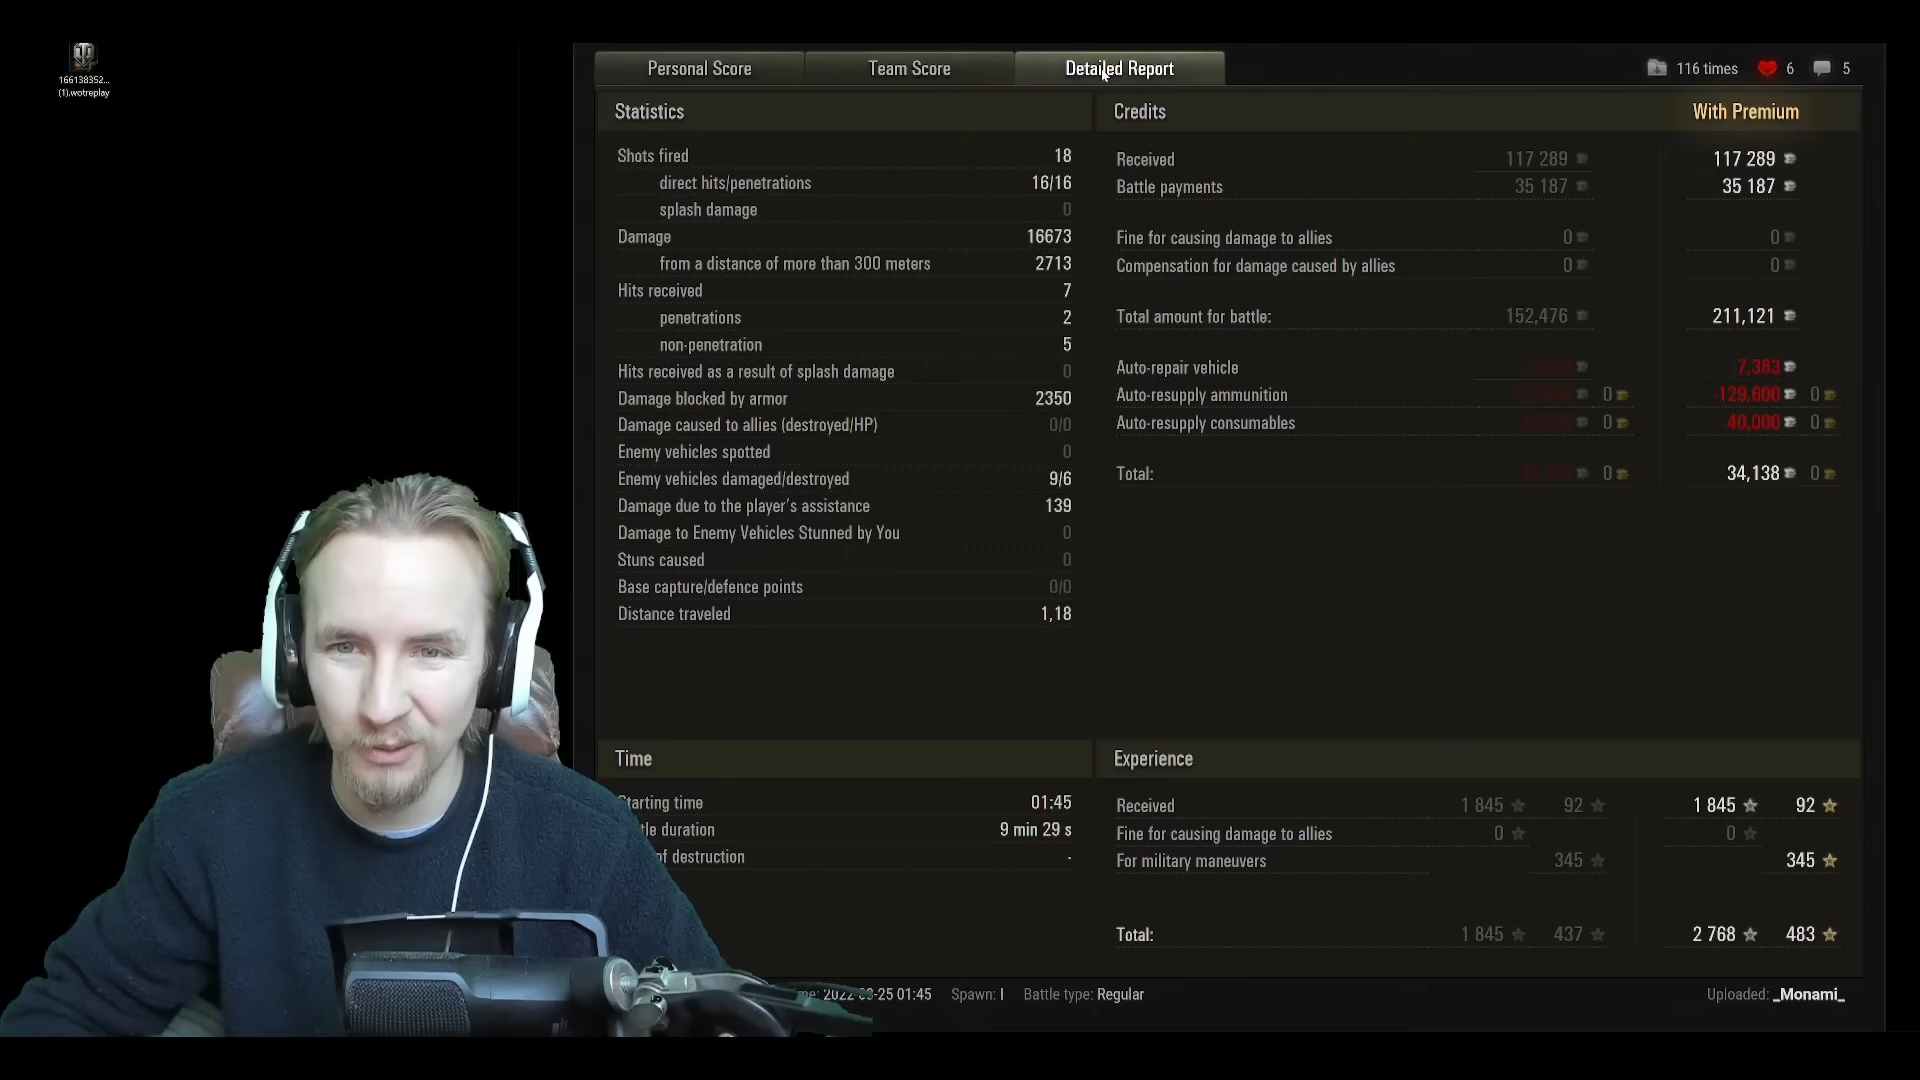 166138352...
(1).wotreplay
Personal Score
Team Score
Detailed Report
116 times 6 5
Statistics
Shots fired 18
direct hits/penetrations 16/16
splash damage 0
Damage 16673
from a distance of more than 300 meters 2713
Hits received 7
penetrations 2
non-penetration 5
Hits received as a result of splash damage 0
Damage blocked by armor 2350
Damage caused to allies (destroyed/HP) 0/0
Enemy vehicles spotted 0
Enemy vehicles damaged/destroyed 9/6
Damage due to the player's assistance 139
Damage to Enemy Vehicles Stunned by You 0
Stuns caused 0
Base capture/defence points 0/0
Distance traveled 1,18
Credits With Premium
Received 117 289 117 289
Battle payments 35 187 35 187
Fine for causing damage to allies 0 0
Compensation for damage caused by allies 0 0
Total amount for battle: 152,476 211,121
Auto-repair vehicle -7,383
Auto-resupply ammunition 0 -129,600 0
Auto-resupply consumables 0 -40,000 0
Total: 0 34,138 0
Time
Starting time 01:45
tle duration 9 min 29 s
of destruction -
Experience
Received 1 845 92 1 845 92
Fine for causing damage to allies 0 0
For military maneuvers 345 345
Total: 1 845 437 2 768 483
01:45 Spawn: I Battle type: Regular
Uploaded: _Monami_